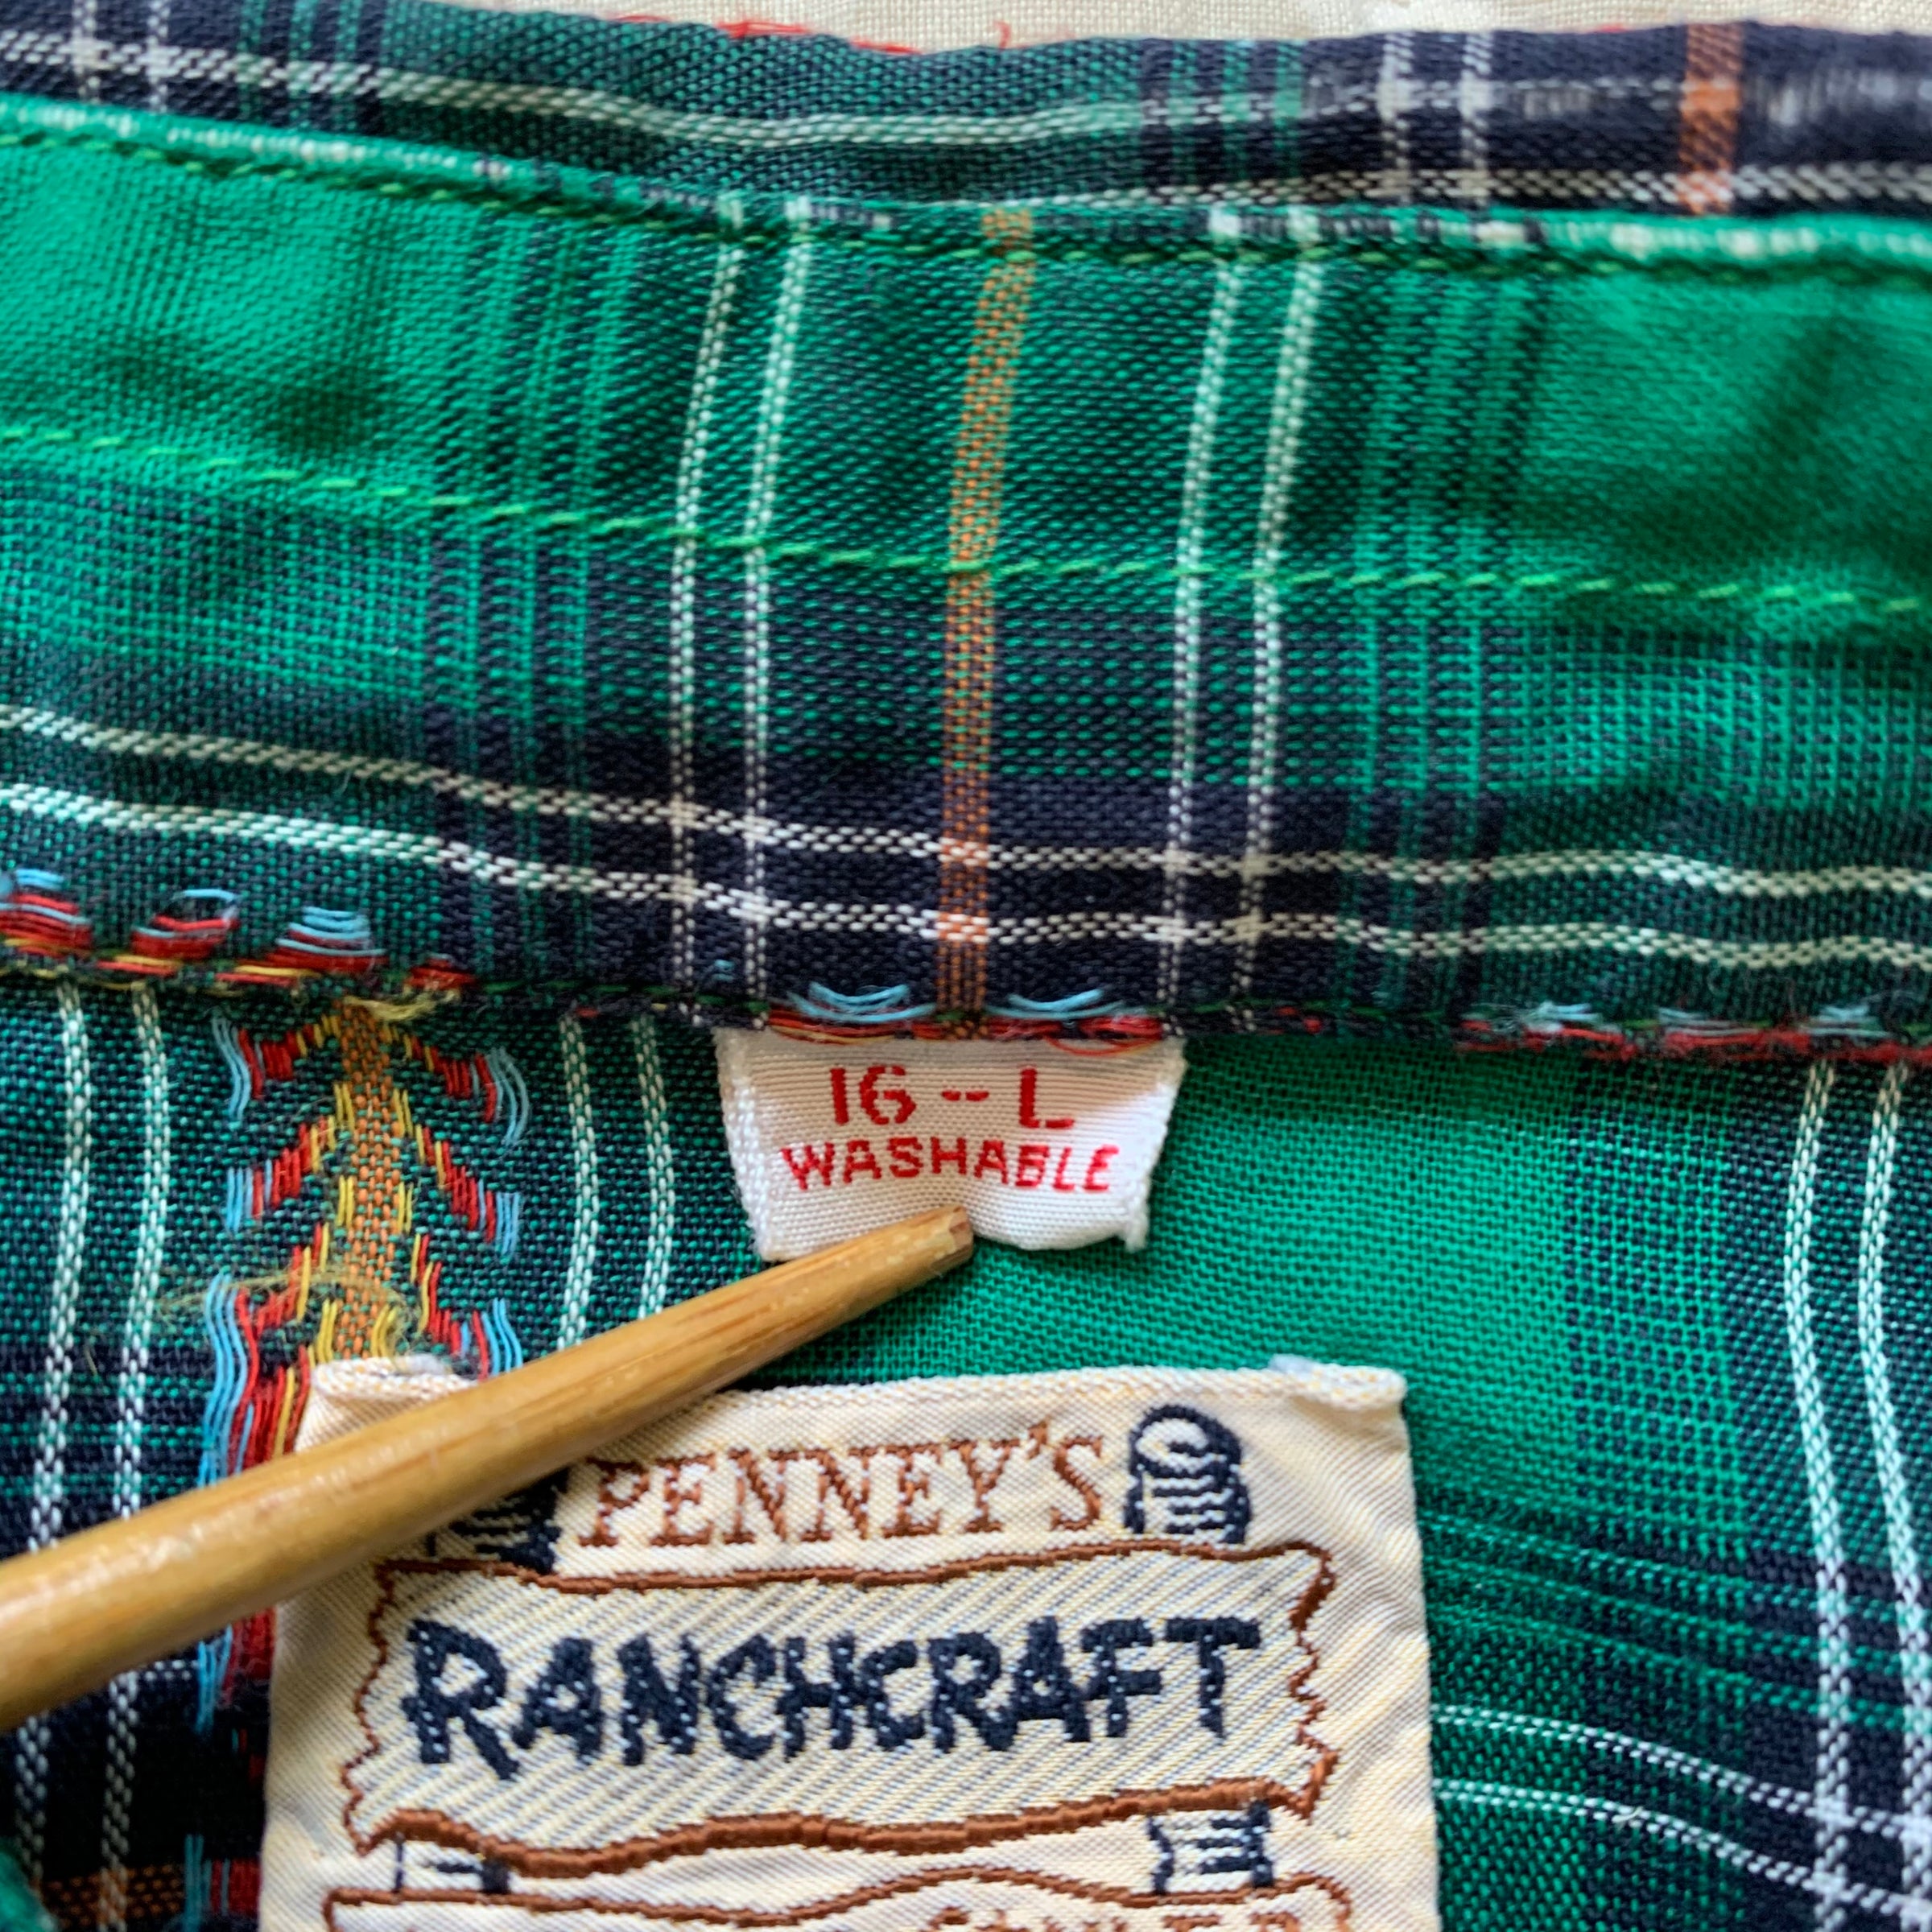 16--L
WASHABLE
PENNEY'S
RANCHCRAFT